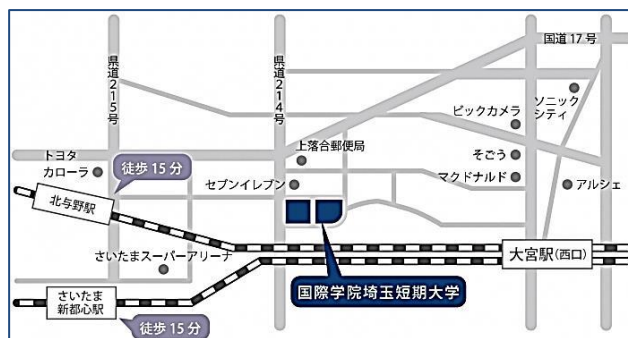 国道17号
県道215号
県道214号
ソニック
シティ
ビックカメラ
上落合郵便局
そごう
トヨタ
カローラ
徒歩15分
セブンイレブン
マクドナルド
アルシェ
北与野駅
さいたまスーパーアリーナ
大宮駅(西口)
国際学院埼玉短期大学
さいたま
新都心駅
徒歩15分